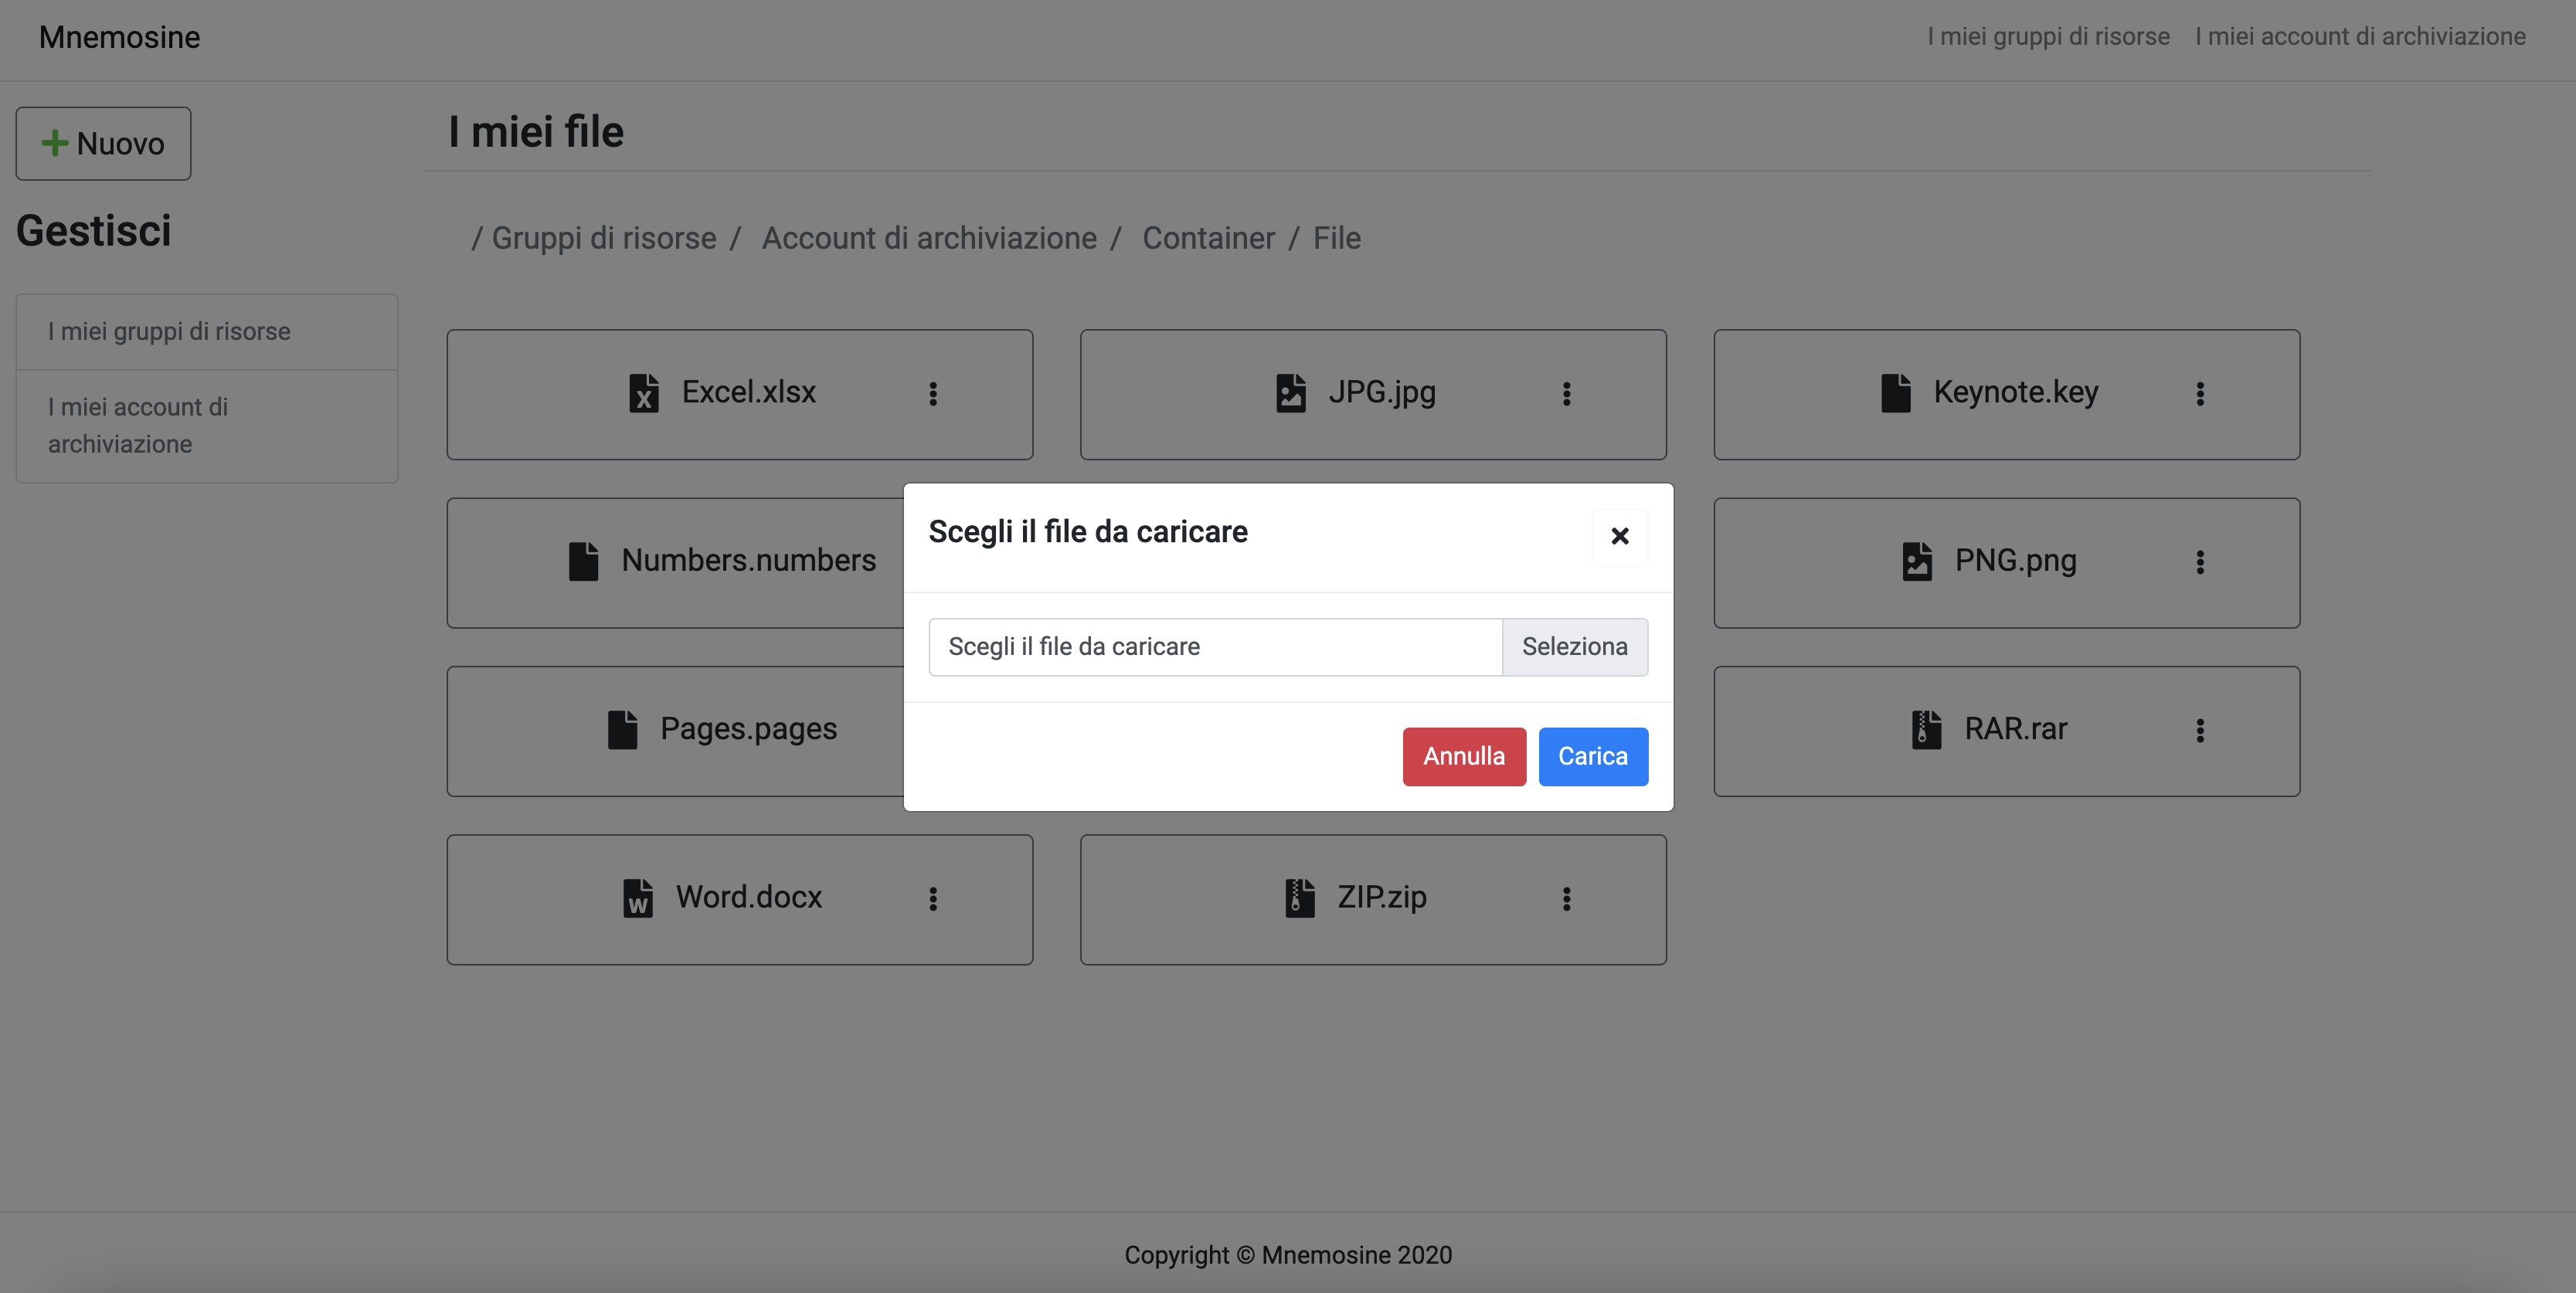 Mnemosine
I miei grupi di risorse I miei account di archiviazione
Nuovo
Gestisci
I miei gruppi di risorse
I miei account di
archiviazione
I miei file
/ Gruppi di risorse / Account di archiviazione / Container / File
Excel.xlsx
JPG.jpg
Keynote.key
Numbers.numbers
PNG.png
Pages.pages
RAR.rar
Word.docx
ZIP.zip
Scegli il file da caricare
Scegli il file da caricare Seleziona
Annulla Carica
Copyright © Mnemosine 2020